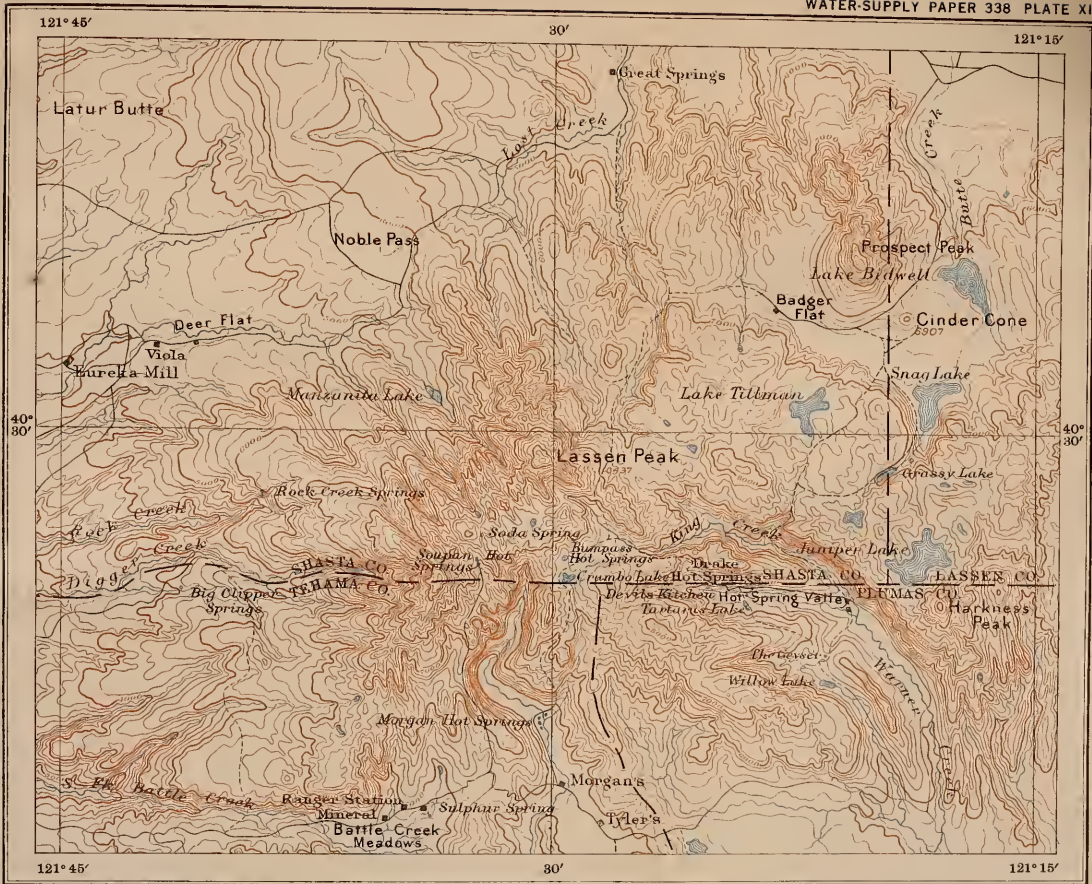 WATER-SUPPLY PAPER 338 PLATE XI
121°45′
30′
121°15′
Great Springs
Latur Butte
Lost Creek
Butte Creek
Noble Pass
Prospect Peak
Lake Bidwell
Badger
Flat
Cinder Cone
6907
Deer Flat
Viola
Eureka Mill
Snag Lake
Manzanita Lake
Lake Tillman
40°
30′
40°
30′
Lassen Peak
Grassy Lake
Rock Creek Springs
Rock Creek
Soda Spring
King Creek
Digger Creek
Soupan Hot
Springs
Bumpass
Hot Springs
Juniper Lake
Drake
SHASTA CO.
Crumbo Lake
Hot Springs
SHASTA CO.
LASSEN CO.
TEHAMA CO.
Big Clipper
Springs
Devils Kitchen
Hot Spring Valley
PLUMAS CO.
Tartarus Lake
Harkness
Peak
The Geyser
Willow Lake
Warner Creek
Morgan Hot Springs
Morgan's
S. Fk. Battle Creek
Ranger Station
Sulphur Spring
Mineral
Tyler's
Battle Creek
Meadows
121°45′
30′
121°15′